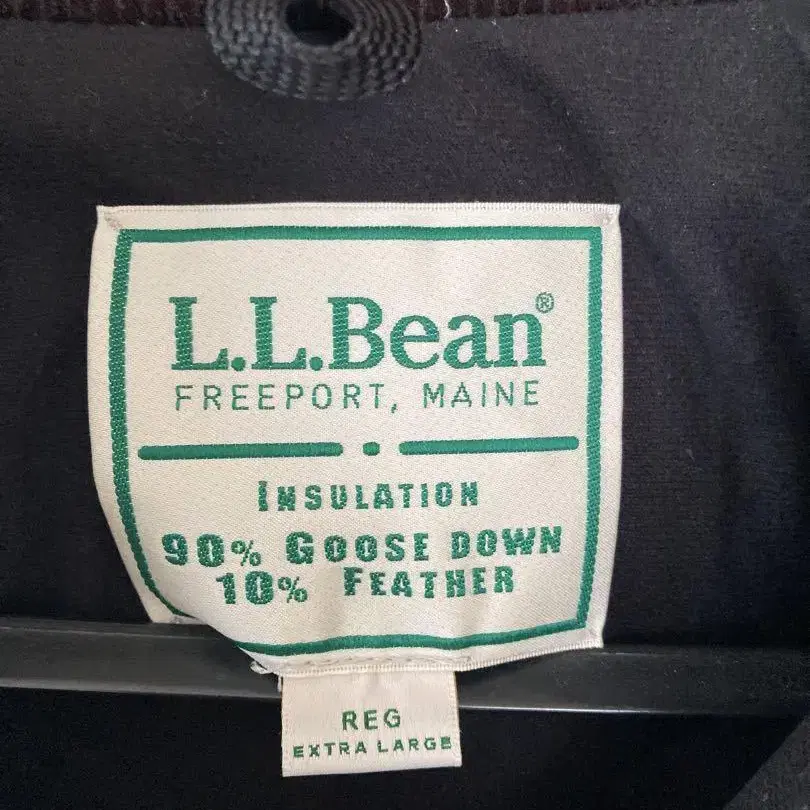 L.L.Bean®
FREEPORT, MAINE
INSULATION
90% GOOSE DOWN
10% FEATHER
REG
EXTRA LARGE